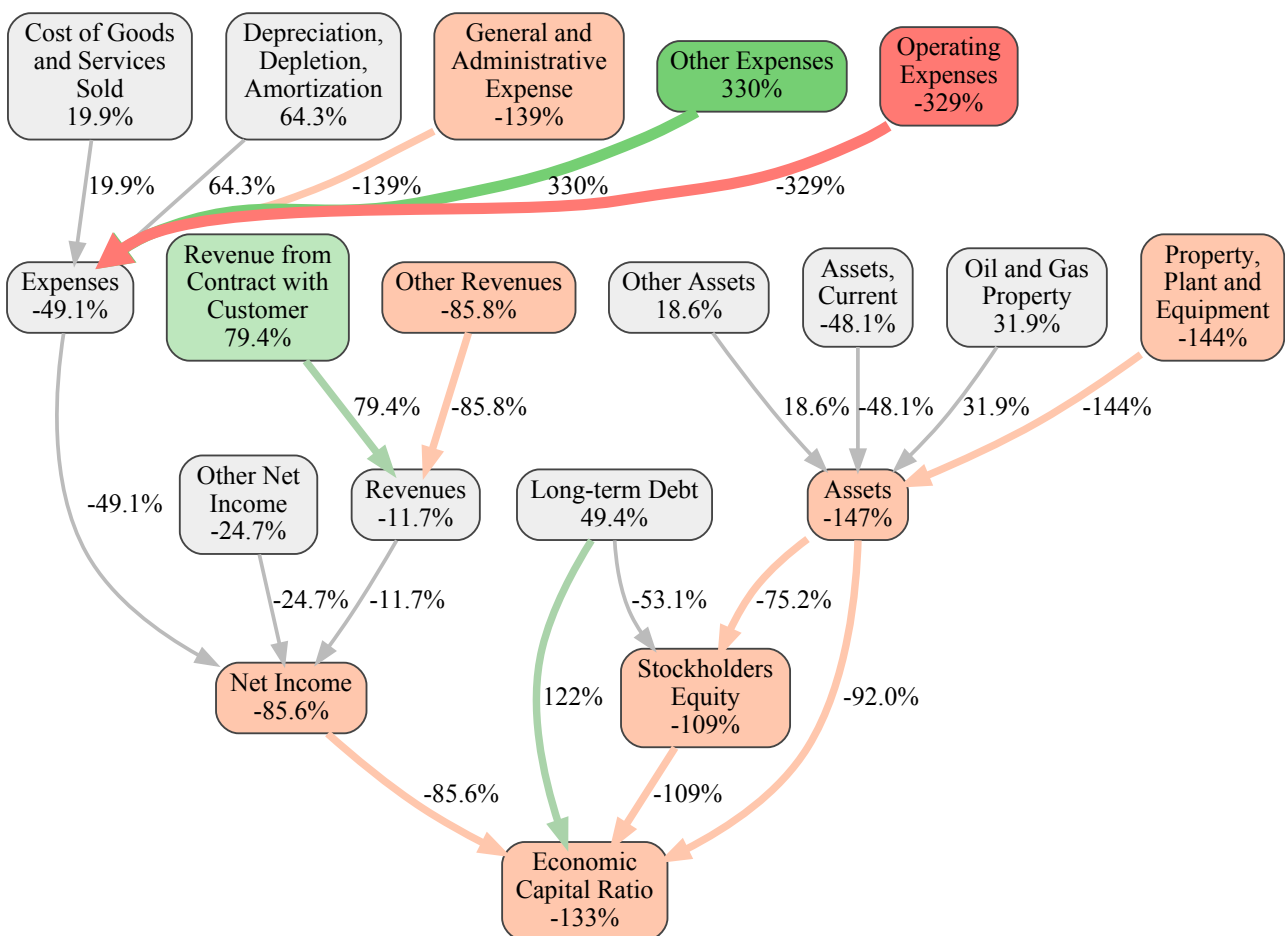 Cost of Goods
and Services
Sold
19.9%
Depreciation,
Depletion,
Amortization
64.3%
General and
Administrative
Expense
-139%
Other Expenses
330%
Operating
Expenses
-329%
19.9%
64.3%
-139%
330%
-329%
Expenses
-49.1%
Revenue from
Contract with
Customer
79.4%
Other Revenues
-85.8%
Other Assets
18.6%
Assets,
Current
-48.1%
Oil and Gas
Property
31.9%
Property,
Plant and
Equipment
-144%
79.4%
-85.8%
18.6%
-48.1%
31.9%
-144%
-49.1%
Other Net
Income
-24.7%
Revenues
-11.7%
Long-term Debt
49.4%
Assets
-147%
-24.7%
-11.7%
-53.1%
-75.2%
Net Income
-85.6%
122%
Stockholders
Equity
-109%
-92.0%
-85.6%
-109%
Economic
Capital Ratio
-133%